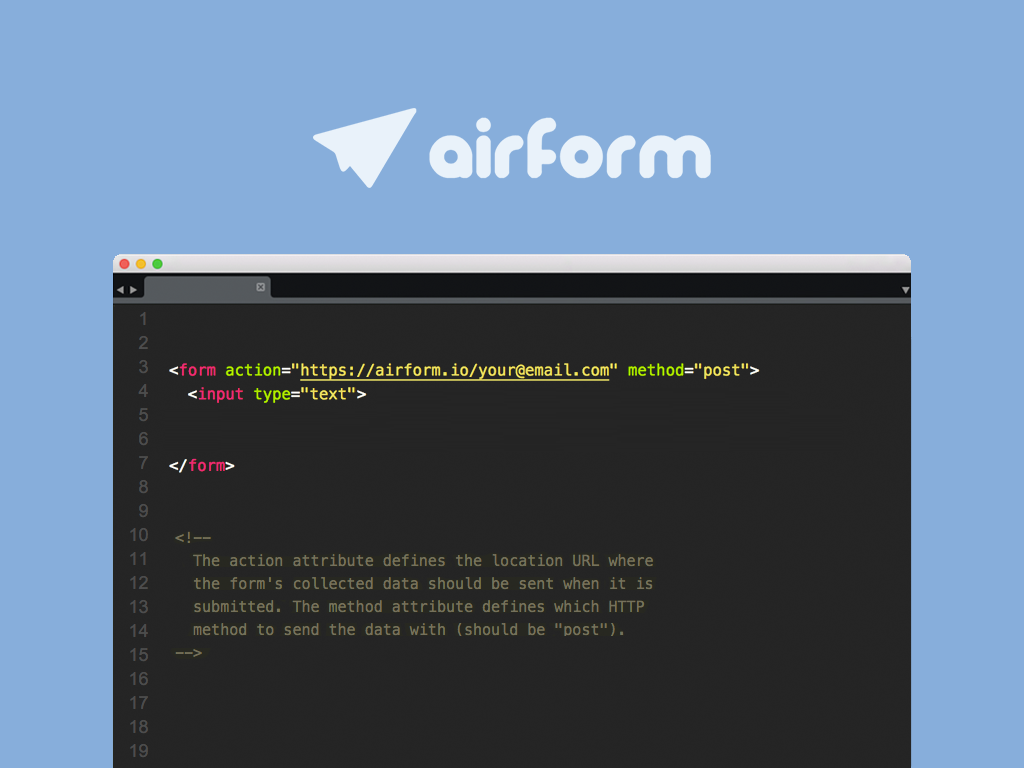 airform
1
2
3 <form action="https://airform.io/your@email.com" method="post">
4 <input type="text">
5
6
7 </form>
8
9
10 <!--
11 The action attribute defines the location URL where
12 the form's collected data should be sent when it is
13 submitted. The method attribute defines which HTTP
14 method to send the data with (should be "post").
15 -->
16
17
18
19